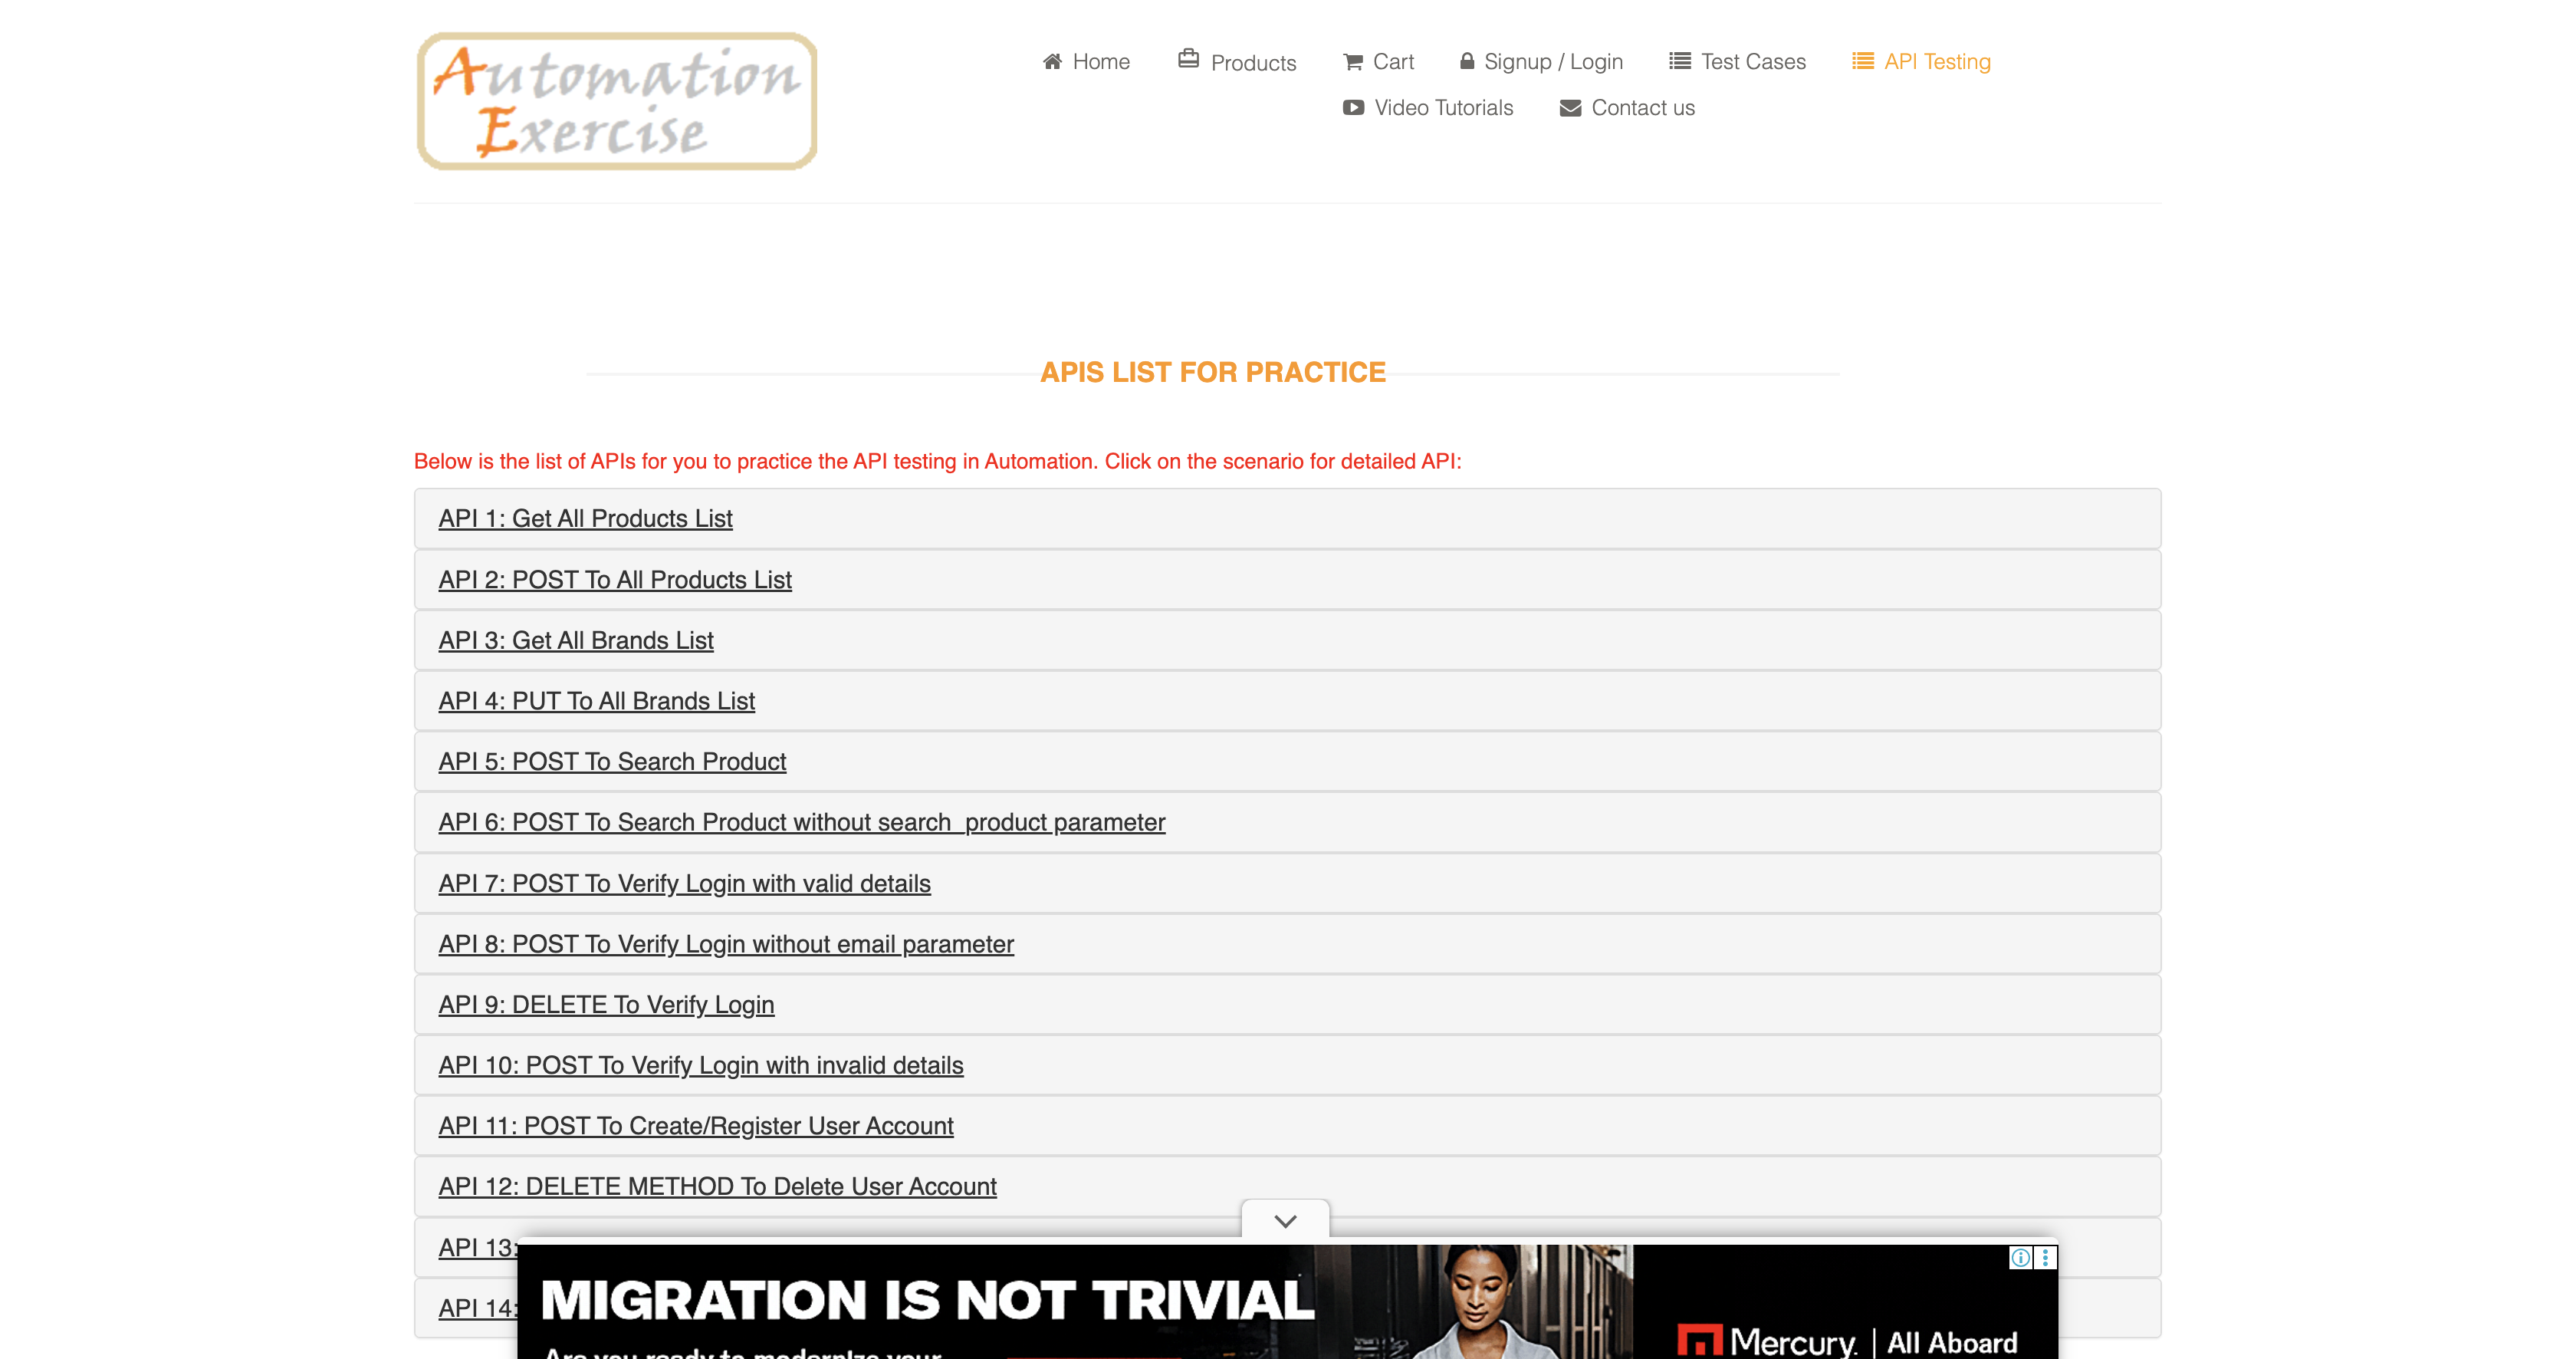 Automation
Exercise
Home
Products
Cart
Signup / Login
Test Cases
API Testing
Video Tutorials
Contact us
APIS LIST FOR PRACTICE
Below is the list of APIs for you to practice the API testing in Automation. Click on the scenario for detailed API:
API 1: Get All Products List
API 2: POST To All Products List
API 3: Get All Brands List
API 4: PUT To All Brands List
API 5: POST To Search Product
API 6: POST To Search Product without search_product parameter
API 7: POST To Verify Login with valid details
API 8: POST To Verify Login without email parameter
API 9: DELETE To Verify Login
API 10: POST To Verify Login with invalid details
API 11: POST To Create/Register User Account
API 12: DELETE METHOD To Delete User Account
API 13:
API 14:
MIGRATION IS NOT TRIVIAL
Are you ready to modernize your
Mercury. | All Aboard